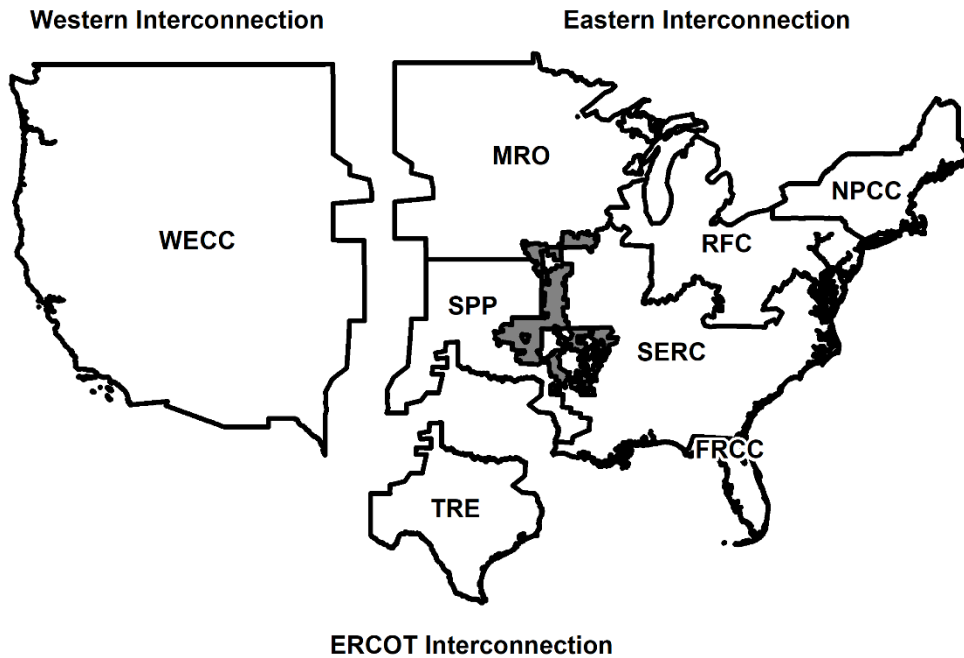 Western Interconnection
Eastern Interconnection
MRO
NPCC
WECC
RFC
SPP
SERC
FRCC
TRE
ERCOT Interconnection